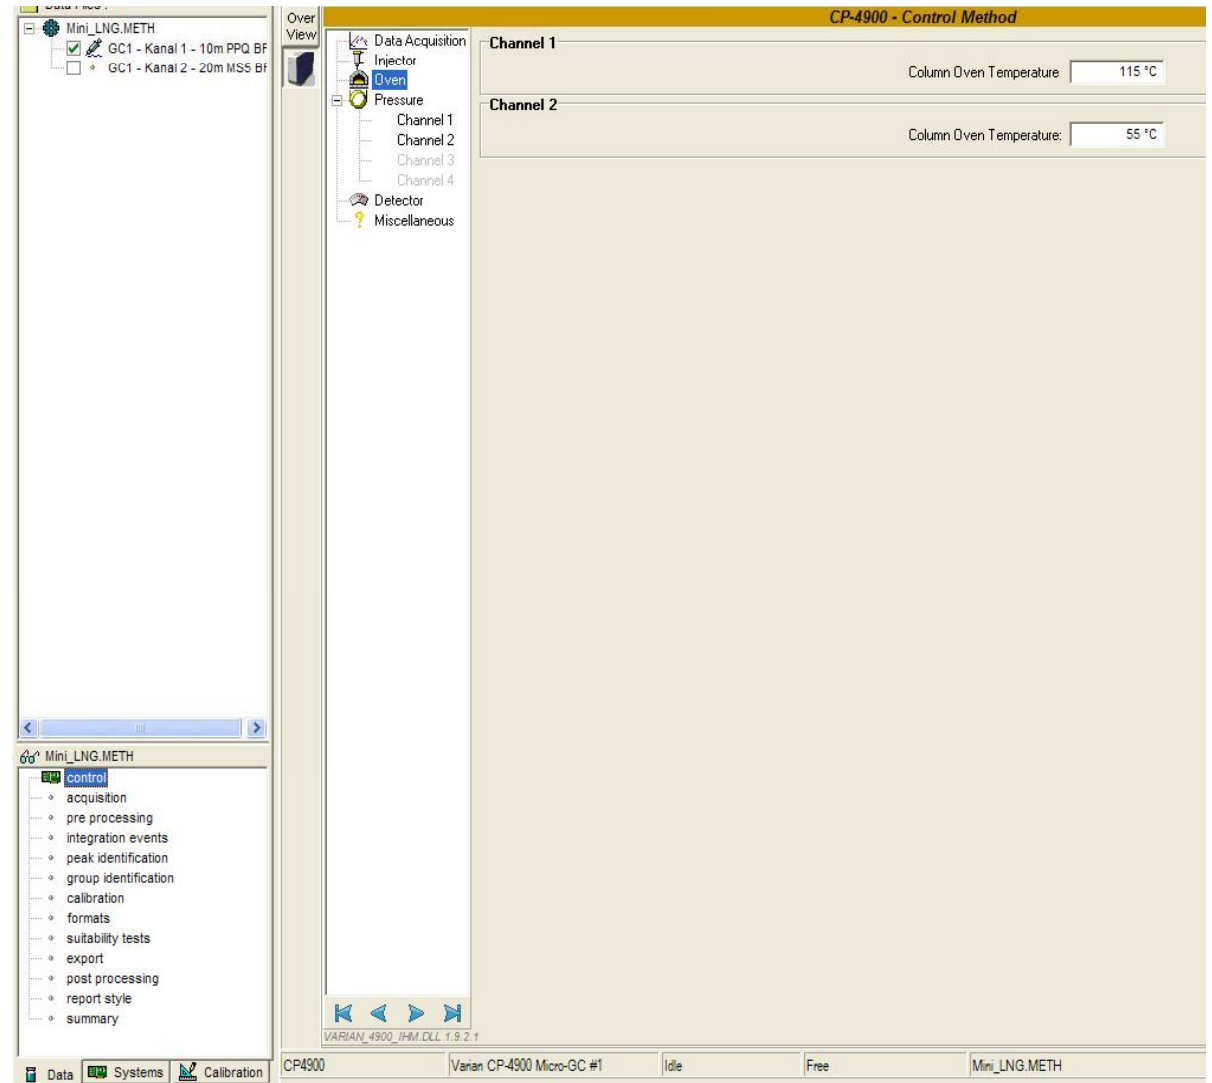 Data Files :
Mini_LNG.METH
GC1 - Kanal 1 - 10m PPQ BF
GC1 - Kanal 2 - 20m MS5 BF
Over
View
CP-4900 - Control Method
Data Acquisition
Injector
Oven
Pressure
Channel 1
Channel 2
Channel 3
Channel 4
Detector
Miscellaneous
Channel 1
Column Oven Temperature 115 °C
Channel 2
Column Oven Temperature: 55 °C
Mini_LNG.METH
control
acquisition
pre processing
integration events
peak identification
group identification
calibration
formats
suitability tests
export
post processing
report style
summary
VARIAN_4900_IHM.DLL 1.9.2.1
Data Systems Calibration
CP4900 Varian CP-4900 Micro-GC #1 Idle Free Mini_LNG.METH